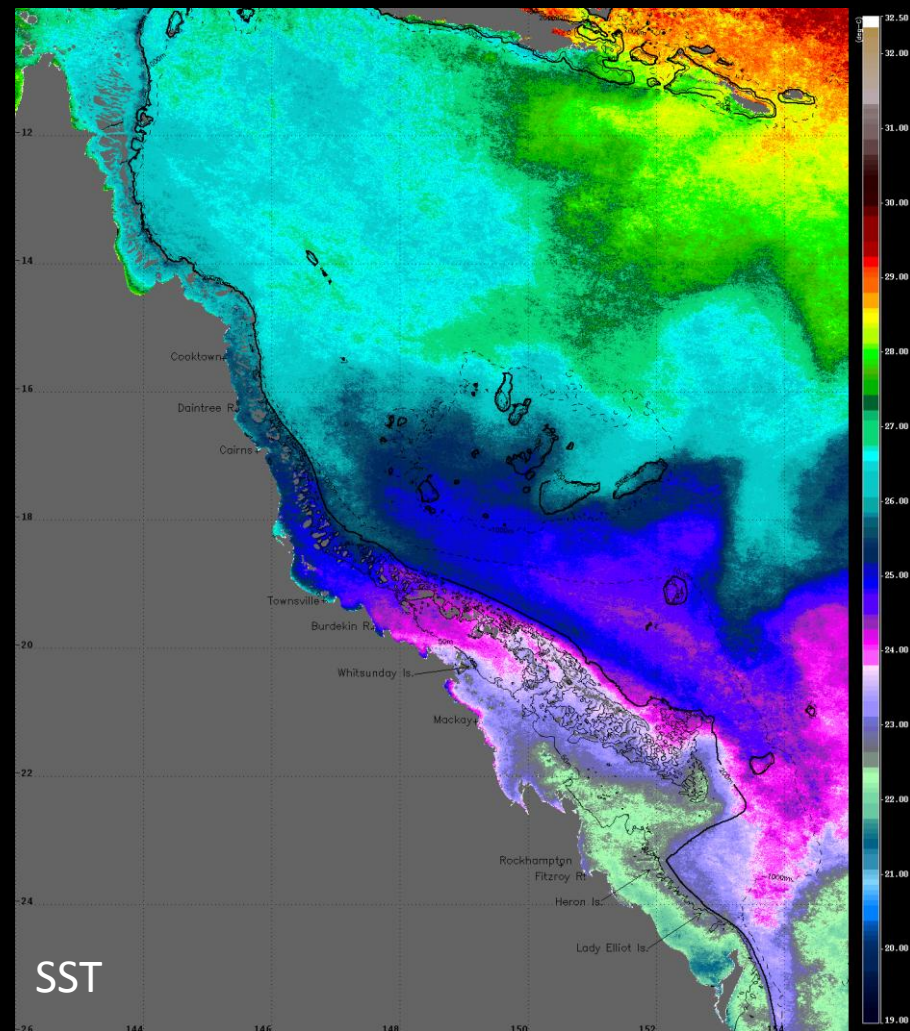 32.50
32.00
31.00
30.00
29.00
28.00
27.00
26.00
25.00
24.00
23.00
22.00
21.00
20.00
19.00
-12
-14
-16
-18
-20
-22
-24
-26
Cooktown
Daintree R.
Cairns
Townsville
Burdekin R.
Whitsunday Is.
Mackay
Rockhampton
Fitzroy R.
Heron Is.
Lady Elliot Is.
SST
144
146
148
150
152
154